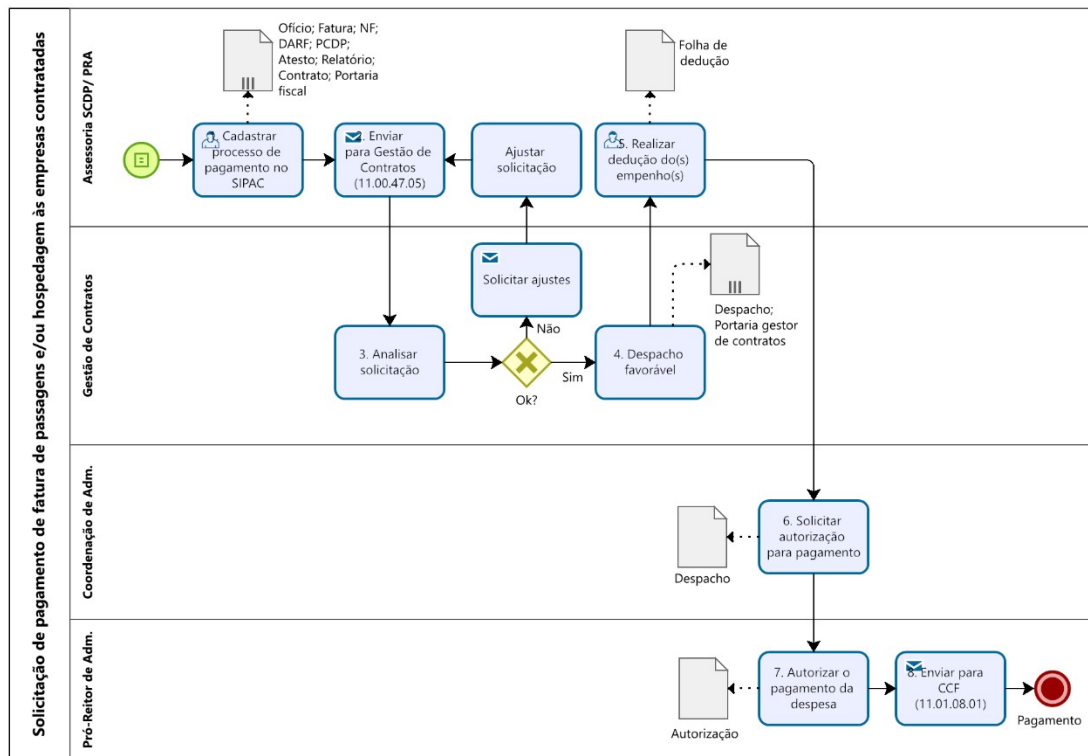 Solicitação de pagamento de fatura de passagens e/ou hospedagem às empresas contratadas
Assessoria SCDP/ PRA
Ofício; Fatura; NF;
DARF; PCDP;
Atesto; Relatório;
Contrato; Portaria
fiscal
Folha de
dedução
Cadastrar
processo de
pagamento no
SIPAC
2. Enviar
para Gestão de
Contratos
(11.00.47.05)
Ajustar
solicitação
5. Realizar
dedução do(s)
empenho(s)
Gestão de Contratos
Solicitar ajustes
Despacho;
Portaria gestor
de contratos
3. Analisar
solicitação
Não
Sim
Ok?
4. Despacho
favorável
Coordenação de Adm.
Despacho
6. Solicitar
autorização
para pagamento
Pró-Reitor de Adm.
Autorização
7. Autorizar o
pagamento da
despesa
8. Enviar para
CCF
(11.01.08.01)
Pagamento